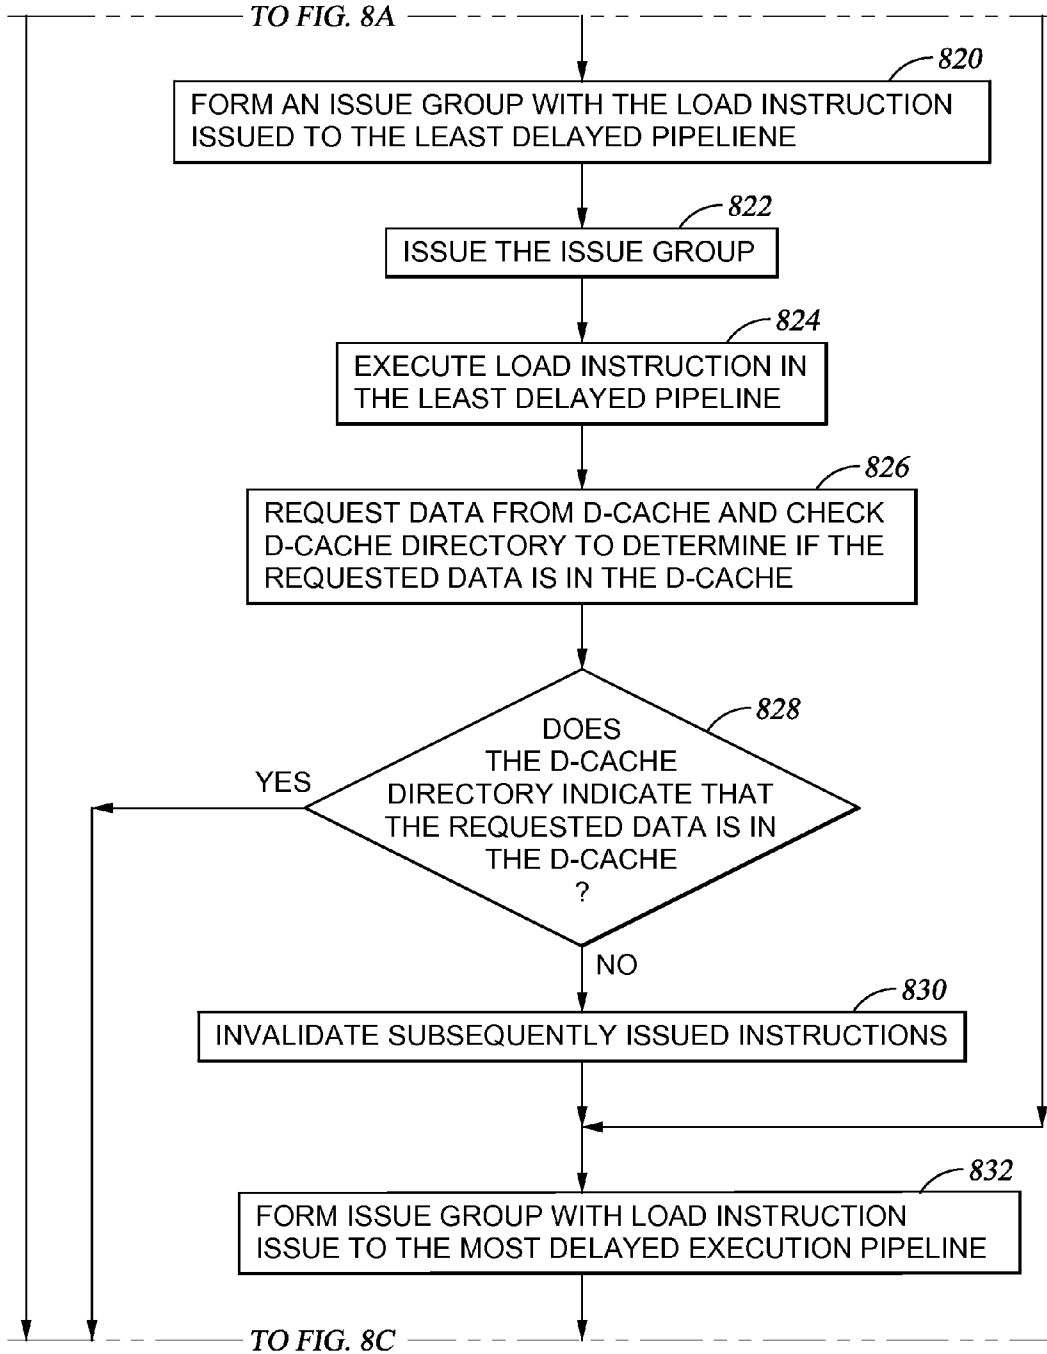 TO FIG. 8A
820
FORM AN ISSUE GROUP WITH THE LOAD INSTRUCTION
ISSUED TO THE LEAST DELAYED PIPELIENE
822
ISSUE THE ISSUE GROUP
824
EXECUTE LOAD INSTRUCTION IN
THE LEAST DELAYED PIPELINE
826
REQUEST DATA FROM D-CACHE AND CHECK
D-CACHE DIRECTORY TO DETERMINE IF THE
REQUESTED DATA IS IN THE D-CACHE
828
DOES
THE D-CACHE
DIRECTORY INDICATE THAT
THE REQUESTED DATA IS IN
THE D-CACHE
?
YES
NO
830
INVALIDATE SUBSEQUENTLY ISSUED INSTRUCTIONS
832
FORM ISSUE GROUP WITH LOAD INSTRUCTION
ISSUE TO THE MOST DELAYED EXECUTION PIPELINE
TO FIG. 8C